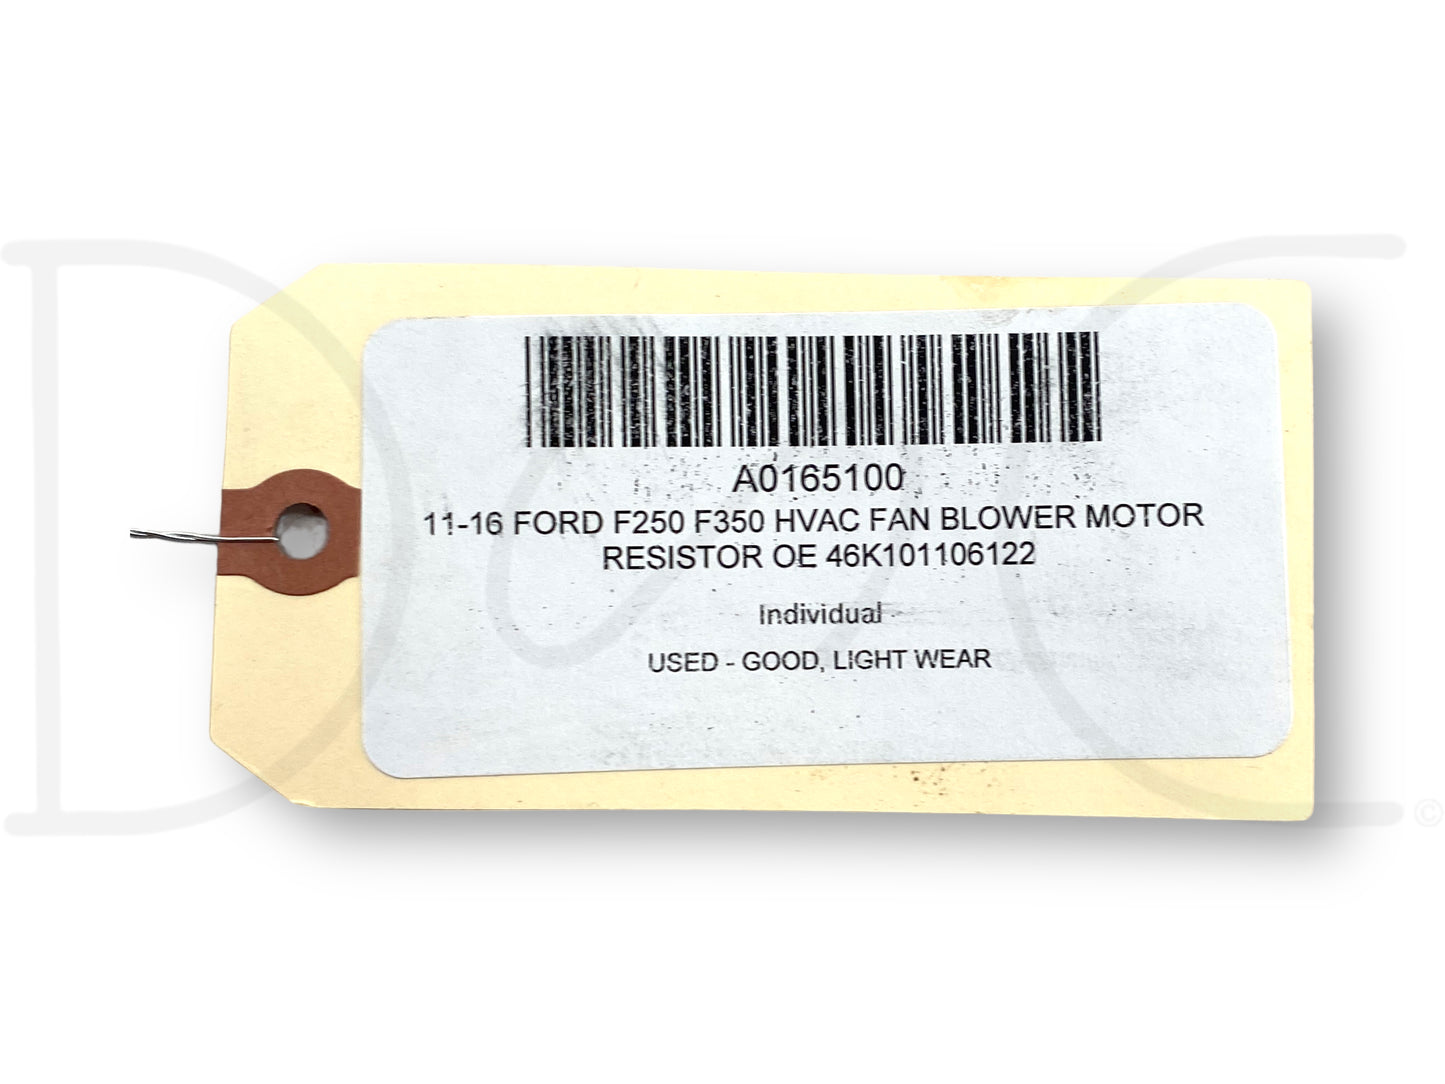 A0165100
11-16 FORD F250 F350 HVAC FAN BLOWER MOTOR
RESISTOR OE 46K101106122
Individual
USED - GOOD, LIGHT WEAR
©